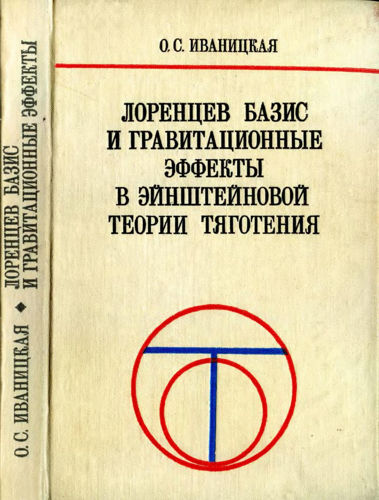 О. С. ИВАНИЦКАЯ
ЛОРЕНЦЕВ БАЗИС
И ГРАВИТАЦИОННЫЕ
ЭФФЕКТЫ
В ЭЙНШТЕЙНОВОЙ
ТЕОРИИ ТЯГОТЕНИЯ
О. С. ИВАНИЦКАЯ ◆ ЛОРЕНЦЕВ БАЗИС
И ГРАВИТАЦИОННЫЕ ЭФФЕКТЫ